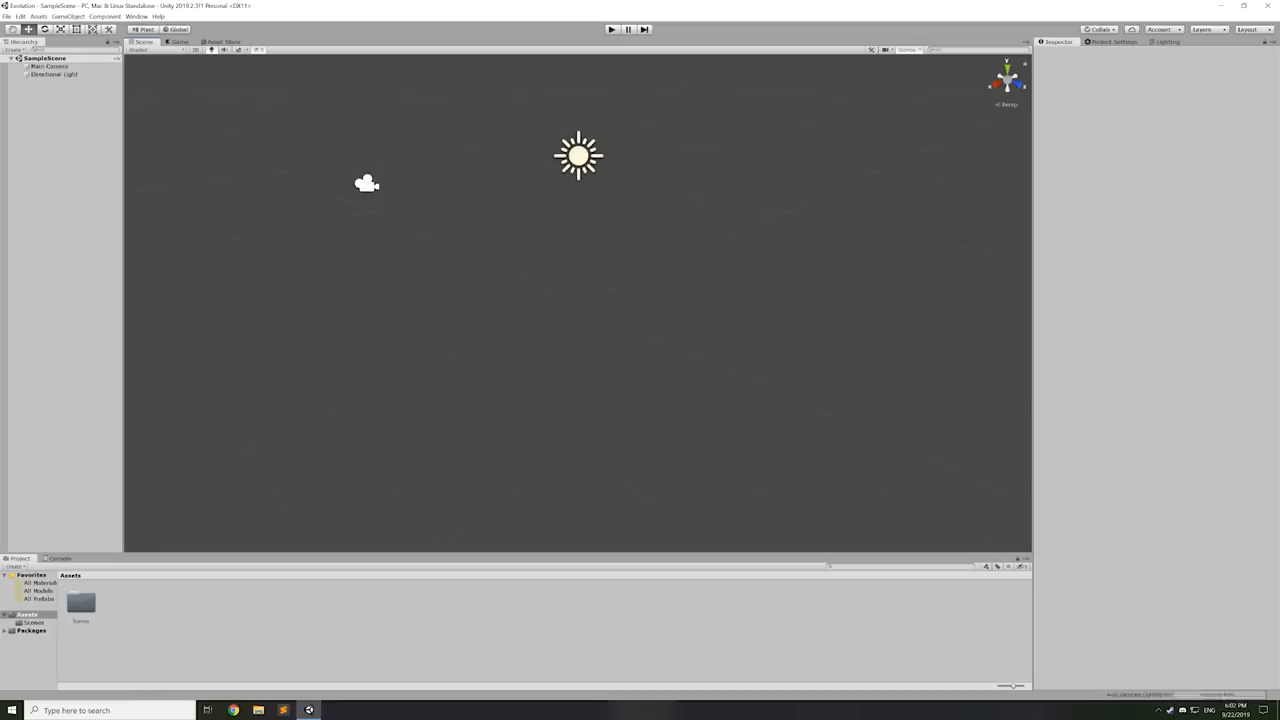 Evolution - SampleScene - PC, Mac & Linux Standalone - Unity 2019.2.3f1 Personal <DX11>
File Edit Assets GameObject Component Window Help
Pivot Global
Collab Account Layers Layout
Hierarchy
Scene Game Asset Store
Inspector Project Settings Lighting
Create
Shaded 2D
Gizmos
SampleScene
Main Camera
Directional Light
Y
X
Z
Persp
Project Console
Create
Favorites
All Materials
All Models
All Prefabs
Assets
Scenes
Packages
Assets
Scenes
Type here to search
ENG
6:02 PM
9/22/2019